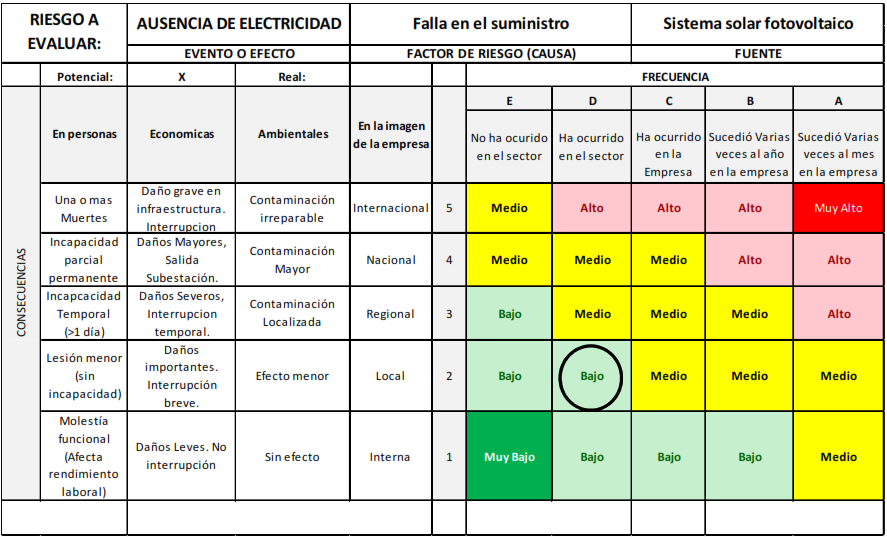 RIESGO A EVALUAR:
AUSENCIA DE ELECTRICIDAD
Falla en el suministro
Sistema solar fotovoltaico
EVENTO O EFECTO
FACTOR DE RIESGO (CAUSA)
FUENTE
Potencial:
X
Real:
FRECUENCIA
CONSECUENCIAS
En personas
Economicas
Ambientales
En la imagen
de la empresa
E
D
C
B
A
No ha ocurido
en el sector
Ha ocurrido
en el sector
Ha ocurrido
en la
Empresa
Sucedió Varias
veces al año
en la empresa
Sucedió Varias
veces al mes
en la empresa
Una o mas
Muertes
Daño grave en
infraestructura.
Interrupcion
Contaminación
irreparable
Internacional
5
Medio
Alto
Alto
Alto
Muy Alto
Incapacidad
parcial
permanente
Daños Mayores,
Salida
Subestación.
Contaminación
Mayor
Nacional
4
Medio
Medio
Medio
Alto
Alto
Incapcacidad
Temporal
(>1 día)
Daños Severos,
Interrupcion
temporal.
Contaminación
Localizada
Regional
3
Bajo
Medio
Medio
Medio
Alto
Lesión menor
(sin
incapacidad)
Daños
importantes.
Interrupción
breve.
Efecto menor
Local
2
Bajo
Bajo
Medio
Medio
Medio
Molestía
funcional
(Afecta
rendimiento
laboral)
Daños Leves. No
interrupción
Sin efecto
Interna
1
Muy Bajo
Bajo
Bajo
Bajo
Medio